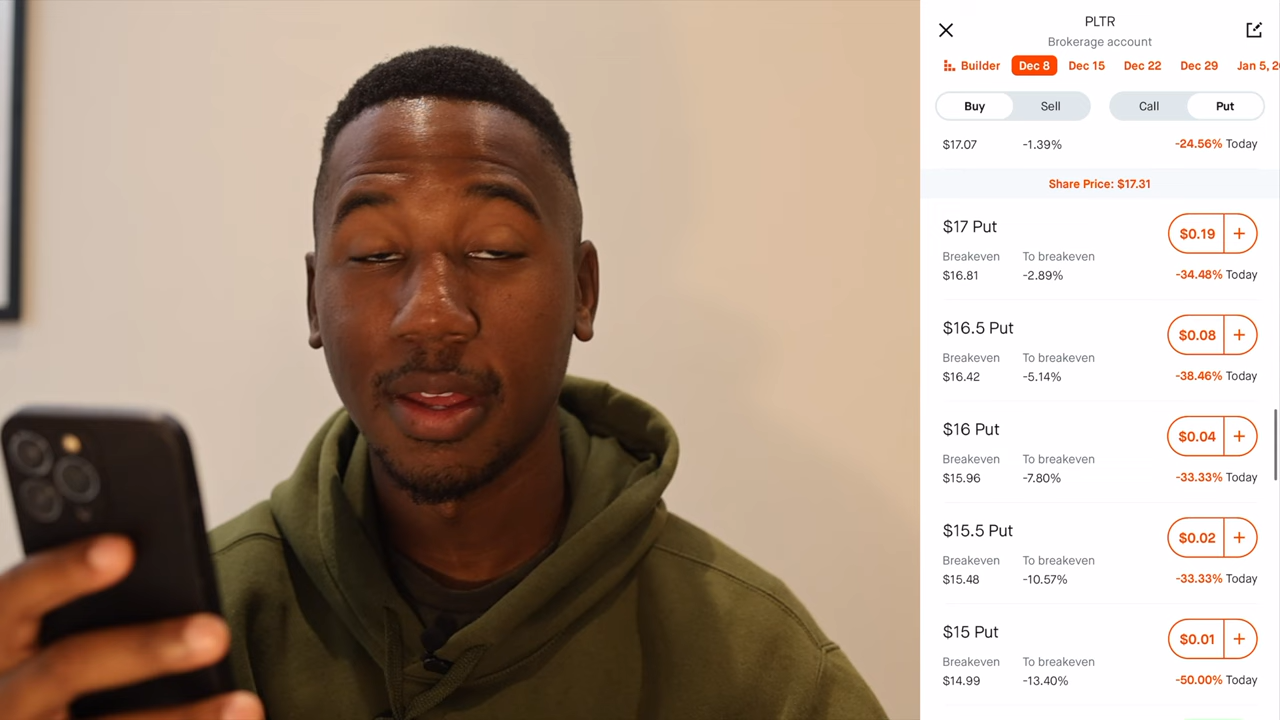 PLTR
Brokerage account
Builder Dec 8 Dec 15 Dec 22 Dec 29 Jan 5, 20
Buy Sell Call Put
$17.07 -1.39% -24.56% Today
Share Price: $17.31
$17 Put $0.19 +
Breakeven To breakeven
$16.81 -2.89% -34.48% Today
$16.5 Put $0.08 +
Breakeven To breakeven
$16.42 -5.14% -38.46% Today
$16 Put $0.04 +
Breakeven To breakeven
$15.96 -7.80% -33.33% Today
$15.5 Put $0.02 +
Breakeven To breakeven
$15.48 -10.57% -33.33% Today
$15 Put $0.01 +
Breakeven To breakeven
$14.99 -13.40% -50.00% Today